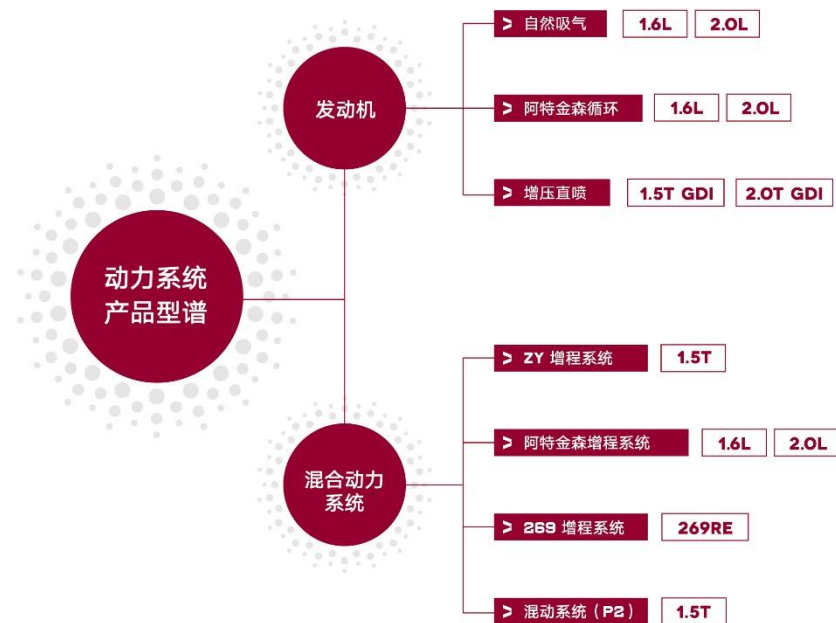 动力系统
产品型谱
发动机
> 自然吸气 1.6L 2.0L
> 阿特金森循环 1.6L 2.0L
> 增压直喷 1.5T GDI 2.0T GDI
混合动力
系统
> ZY 增程系统 1.5T
> 阿特金森增程系统 1.6L 2.0L
> 269 增程系统 269RE
> 混动系统(P2) 1.5T